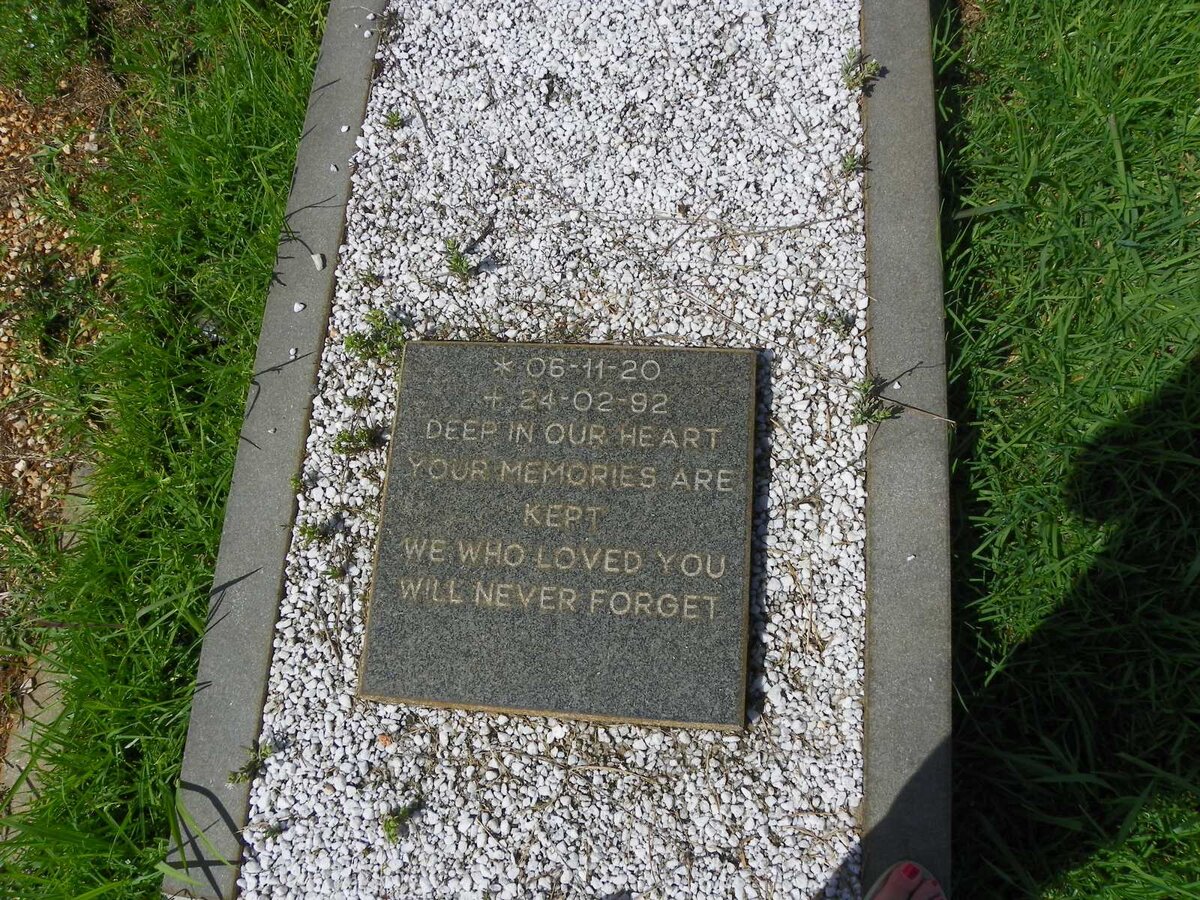 * 06-11-20
+ 24-02-92
DEEP IN OUR HEART
YOUR MEMORIES ARE
KEPT
WE WHO LOVED YOU
WILL NEVER FORGET